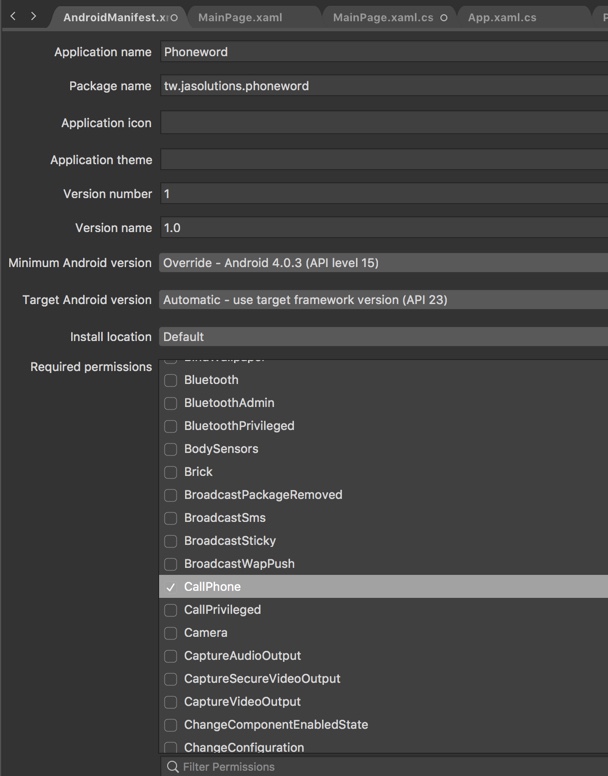 AndroidManifest.x
MainPage.xaml
MainPage.xaml.cs
App.xaml.cs
Application name
Phoneword
Package name
tw.jasolutions.phoneword
Application icon
Application theme
Version number
1
Version name
1.0
Minimum Android version
Override - Android 4.0.3 (API level 15)
Target Android version
Automatic - use target framework version (API 23)
Install location
Default
Required permissions
Bluetooth
BluetoothAdmin
BluetoothPrivileged
BodySensors
Brick
BroadcastPackageRemoved
BroadcastSms
BroadcastSticky
BroadcastWapPush
CallPhone
CallPrivileged
Camera
CaptureAudioOutput
CaptureSecureVideoOutput
CaptureVideoOutput
ChangeComponentEnabledState
ChangeConfiguration
Filter Permissions